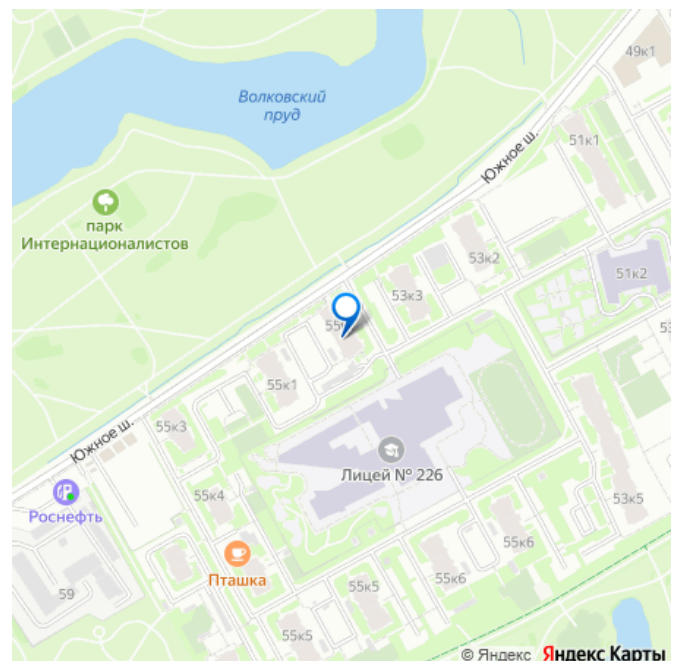 49к1
Волковский
пруд
51к1
Южное ш.
парк
Интернационалистов
53к2
51к2
53к3
55к1
55к3
Южное ш.
Лицей № 226
55к4
Роснефть
53к5
55к6
Пташка
55к6
55к5
59
55к5
© Яндекс Яндекс Карты